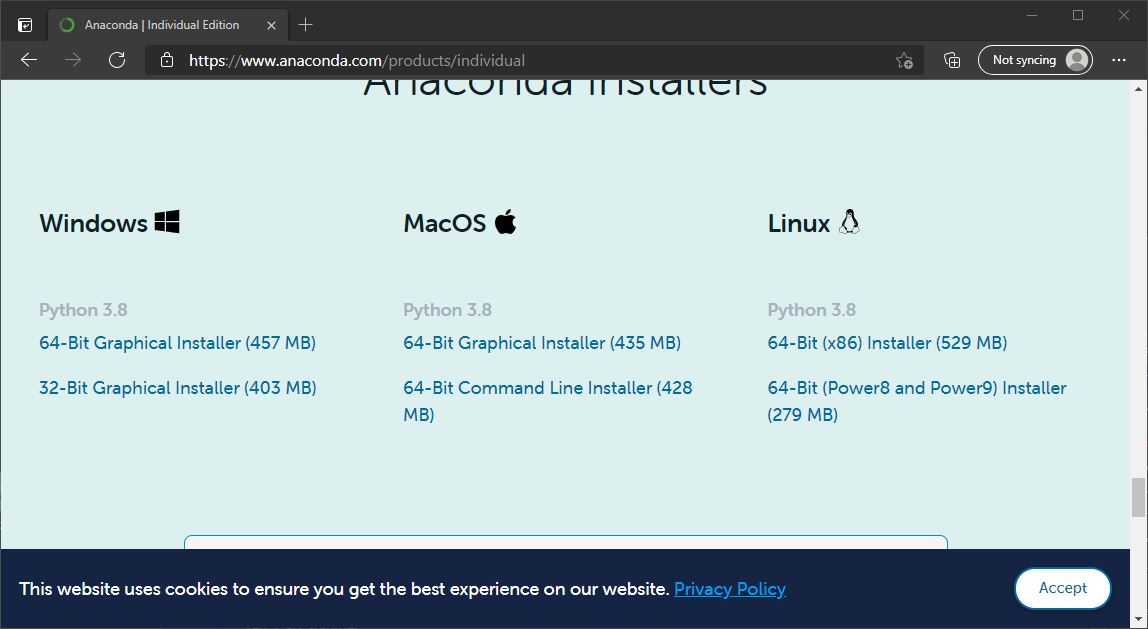 Anaconda | Individual Edition
https://www.anaconda.com/products/individual
Not syncing
Anaconda Installers
Windows
MacOS
Linux
Python 3.8
Python 3.8
Python 3.8
64-Bit Graphical Installer (457 MB)
64-Bit Graphical Installer (435 MB)
64-Bit (x86) Installer (529 MB)
32-Bit Graphical Installer (403 MB)
64-Bit Command Line Installer (428
MB)
64-Bit (Power8 and Power9) Installer
(279 MB)
This website uses cookies to ensure you get the best experience on our website. Privacy Policy
Accept